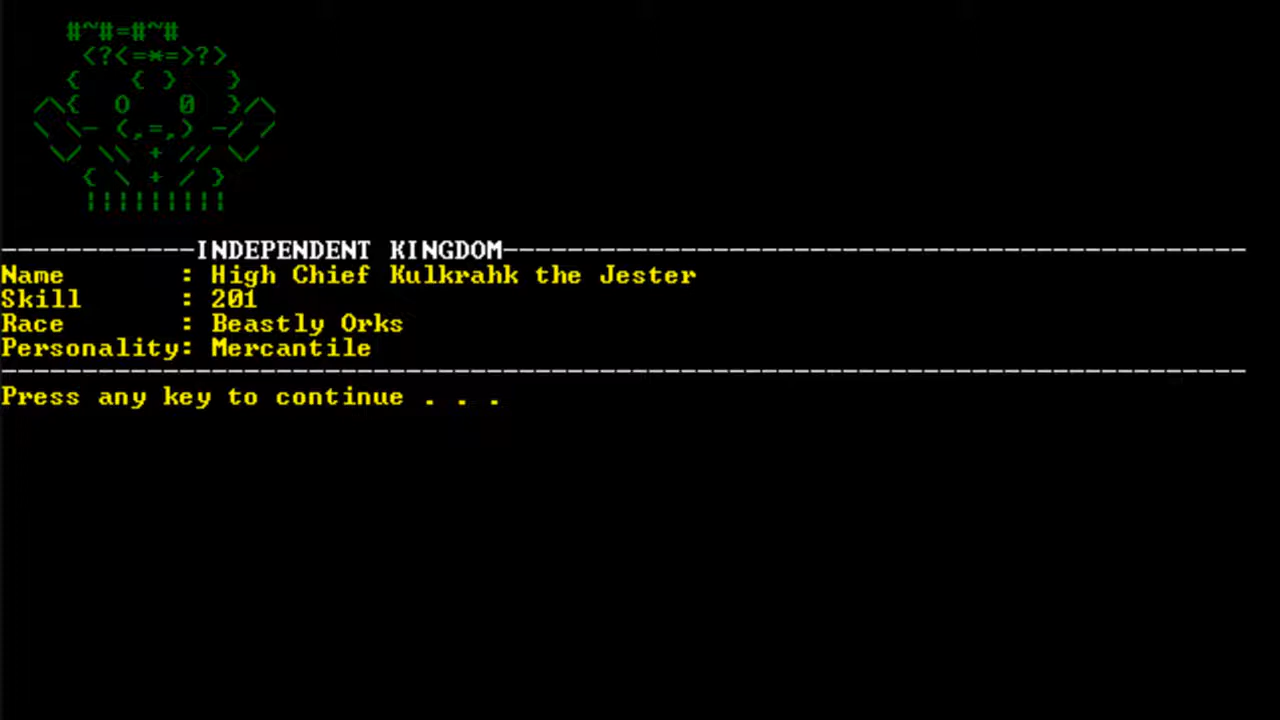 #~#=#~#
<?<=*=>?>
{   { }   }
/\{  O   0  }/\
\ \- (,=,) -/ /
\/ \\ + // \/
{ \ + / }
|||||||||
------------INDEPENDENT KINGDOM----------------------------------------------
Name       : High Chief Kulkrahk the Jester
Skill      : 201
Race       : Beastly Orks
Personality: Mercantile
-----------------------------------------------------------------------------
Press any key to continue . . .